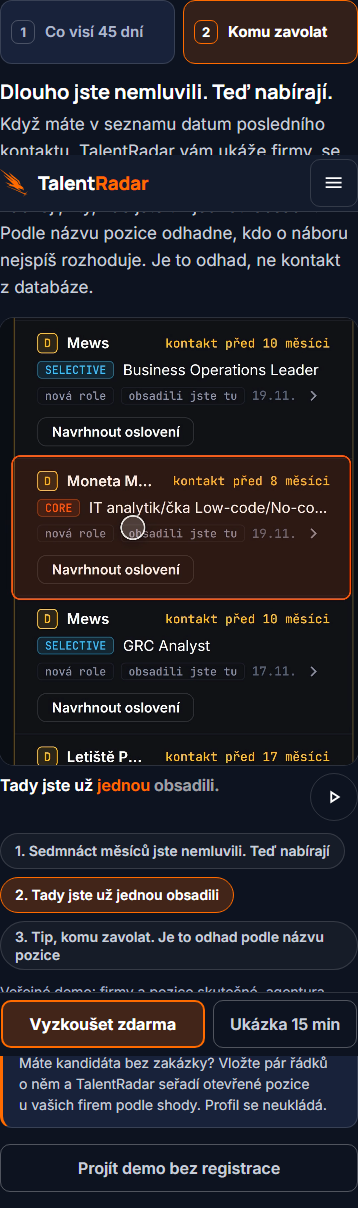 1 Co visí 45 dní
2 Komu zavolat
Dlouho jste nemluvili. Teď nabírají.
Když máte v seznamu datum posledního
kontaktu, TalentRadar vám ukáže firmy, se
TalentRadar
Podle názvu pozice odhadne, kdo o náboru
nejspíš rozhoduje. Je to odhad, ne kontakt
z databáze.
D Mews kontakt před 10 měsíci
SELECTIVE Business Operations Leader
nová role obsadili jste tu 19.11.
Navrhnout oslovení
D Moneta M... kontakt před 8 měsíci
CORE IT analytik/čka Low-code/No-co...
nová role obsadili jste tu 19.11.
Navrhnout oslovení
D Mews kontakt před 10 měsíci
SELECTIVE GRC Analyst
nová role obsadili jste tu 17.11.
Navrhnout oslovení
D Letiště P... kontakt před 17 měsíci
Tady jste už jednou obsadili.
1. Sedmnáct měsíců jste nemluvili. Teď nabírají
2. Tady jste už jednou obsadili
3. Tip, komu zavolat. Je to odhad podle názvu
pozice
Veřejné demo: firmy a pozice skutečné, agentura
Vyzkoušet zdarma
Ukázka 15 min
Máte kandidáta bez zakázky? Vložte pár řádků
o něm a TalentRadar seřadí otevřené pozice
u vašich firem podle shody. Profil se neukládá.
Projít demo bez registrace